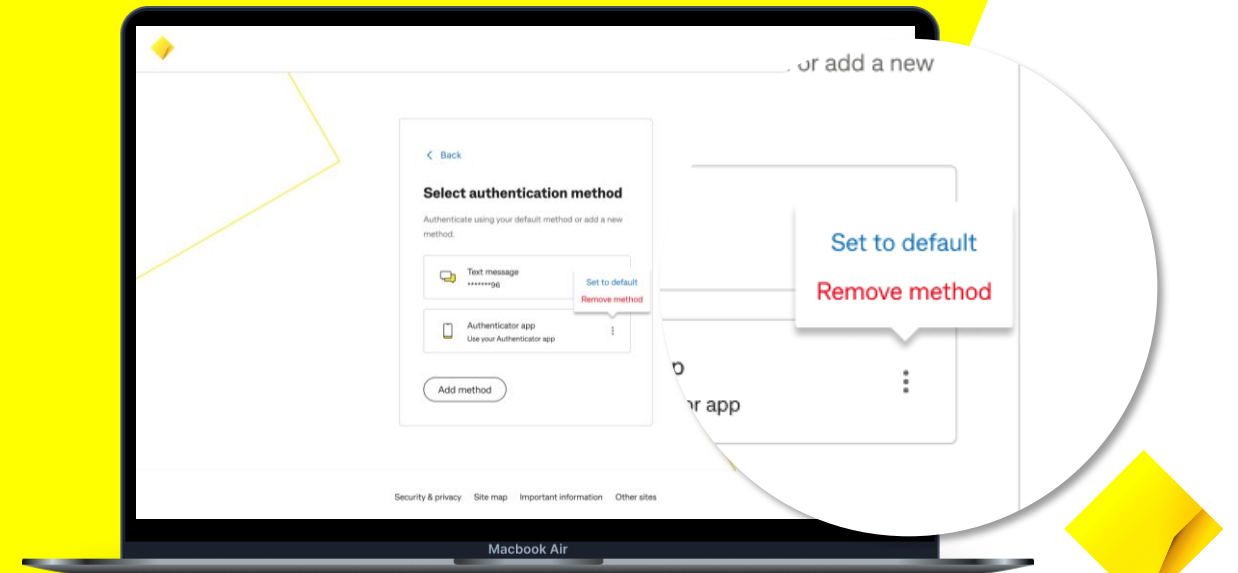 Back
Select authentication method
Authenticate using your default method or add a new
method.
Text message
•••••••96
Set to default
Remove method
Authenticator app
Use your Authenticator app
Add method
Security & privacy Site map Important information Other sites
Macbook Air
or add a new
Set to default
Remove method
p
or app